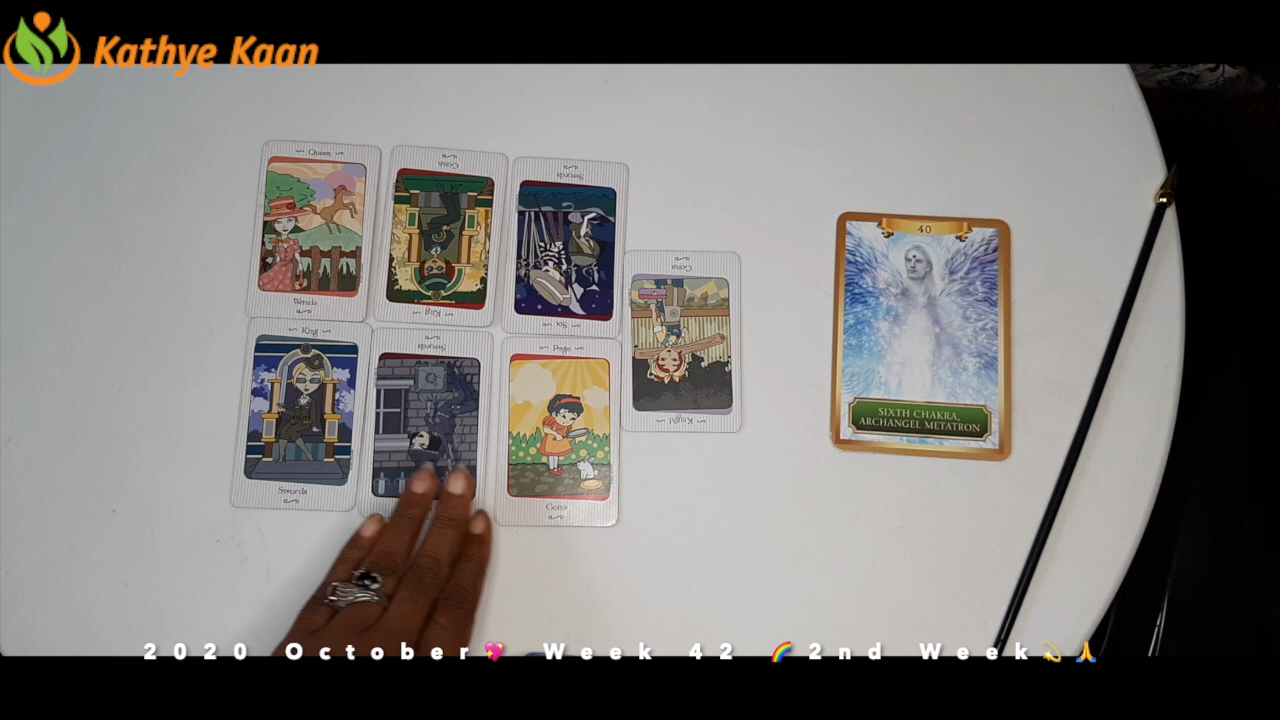 Kathye Kaan
Queen
Wands
Coins
King
Swords
Six
Coins
Knight
King
Swords
Swords
Page
Coins
40
SIXTH CHAKRA,
ARCHANGEL METATRON
2020 October💖 Week 42 🌈2nd Week💫🙏